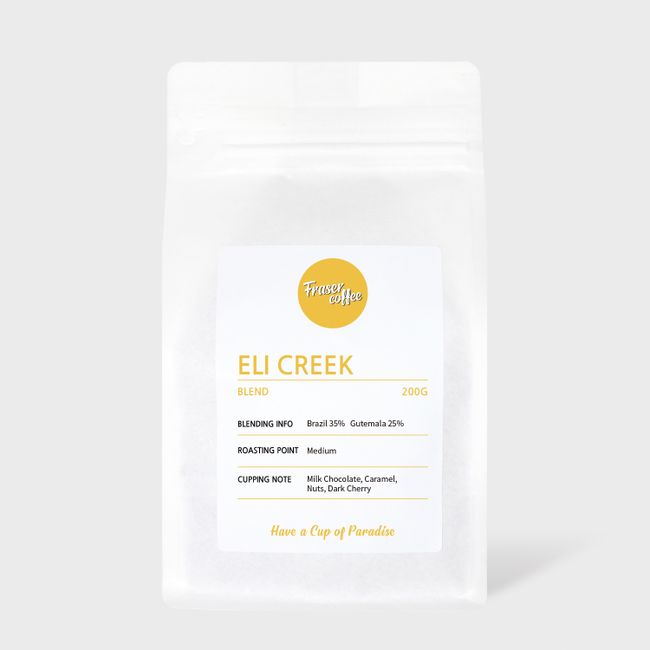 Fraser
coffee
ELI CREEK
BLEND 200G
BLENDING INFO Brazil 35% Gutemala 25%
ROASTING POINT Medium
CUPPING NOTE Milk Chocolate, Caramel,
Nuts, Dark Cherry
Have a Cup of Paradise